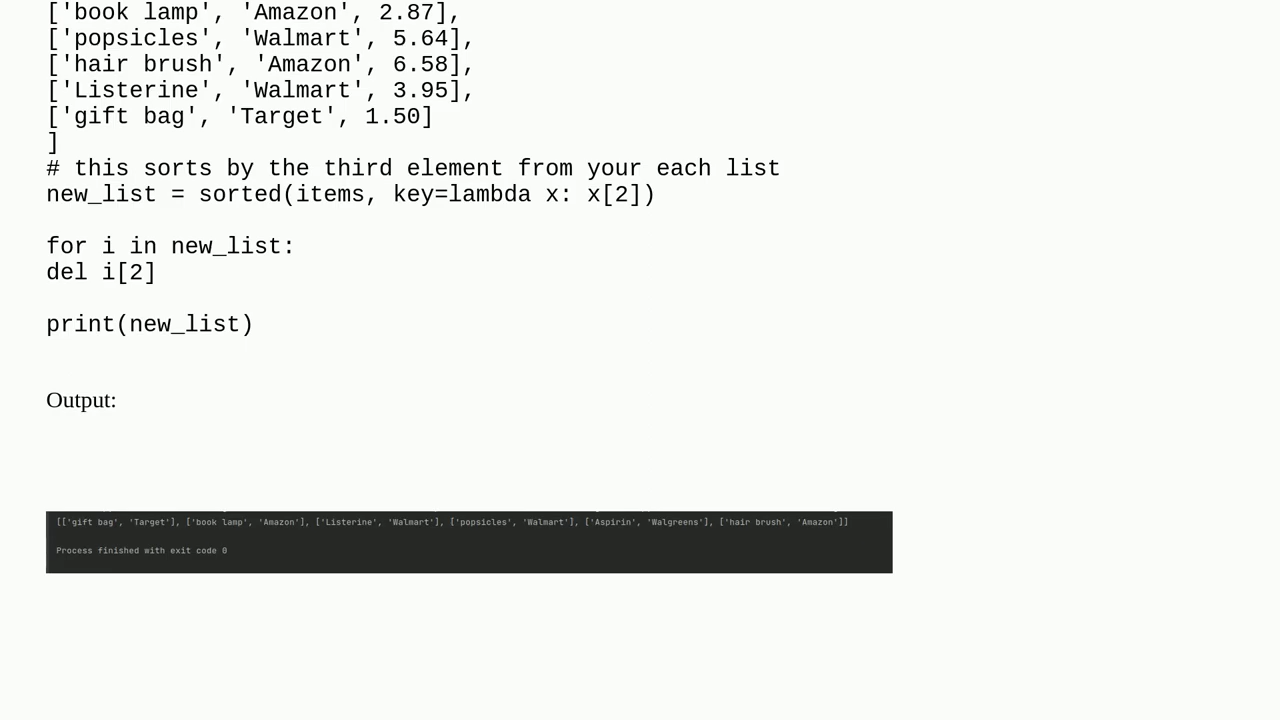 ['book lamp', 'Amazon', 2.87],
['popsicles', 'Walmart', 5.64],
['hair brush', 'Amazon', 6.58],
['Listerine', 'Walmart', 3.95],
['gift bag', 'Target', 1.50]
]
# this sorts by the third element from your each list
new_list = sorted(items, key=lambda x: x[2])
for i in new_list:
del i[2]
print(new_list)
Output:
[['gift bag', 'Target'], ['book lamp', 'Amazon'], ['Listerine', 'Walmart'], ['popsicles', 'Walmart'], ['Aspirin', 'Walgreens'], ['hair brush', 'Amazon']]
Process finished with exit code 0